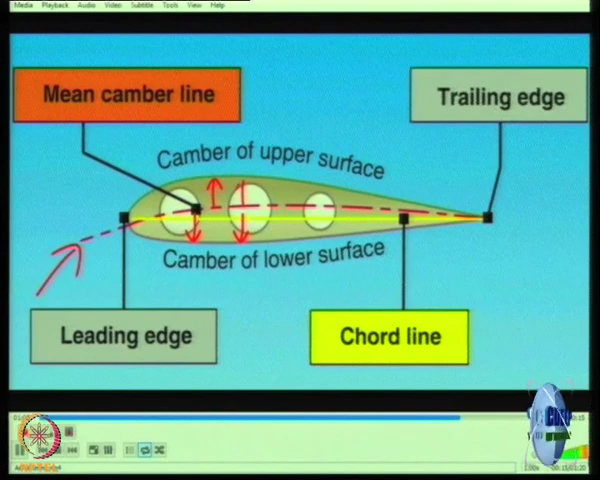 Media Playback Audio Video Subtitle Tools View Help
Mean camber line
Trailing edge
Camber of upper surface
Camber of lower surface
Leading edge
Chord line
NPTEL